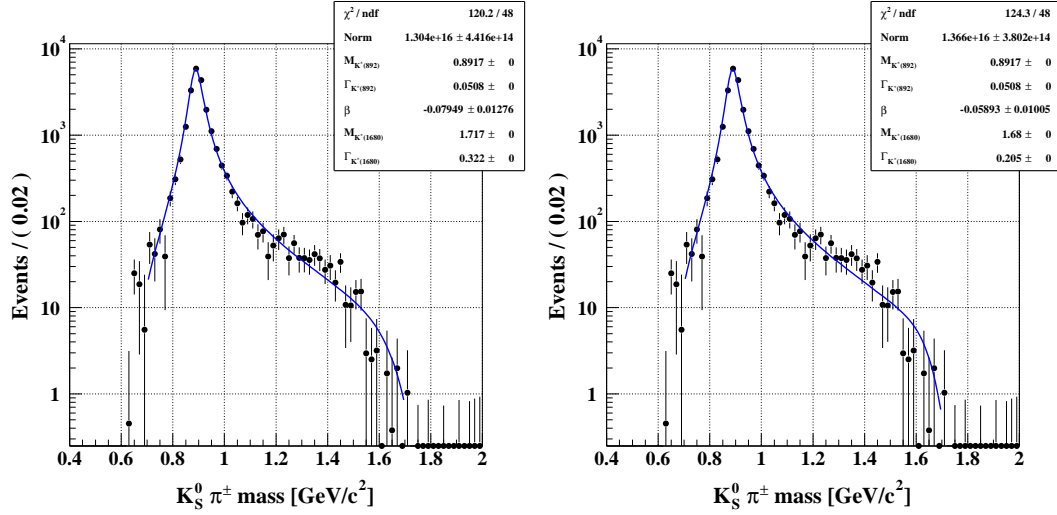 χ² / ndf 120.2 / 48
Norm 1.304e+16 ± 4.416e+14
M_K*(892) 0.8917 ± 0
Γ_K*(892) 0.0508 ± 0
β -0.07949 ± 0.01276
M_K*(1680) 1.717 ± 0
Γ_K*(1680) 0.322 ± 0
Events / ( 0.02 )
10⁴
10³
10²
10
1
0.4 0.6 0.8 1 1.2 1.4 1.6 1.8 2
K_S^0 π^± mass [GeV/c²]
χ² / ndf 124.3 / 48
Norm 1.366e+16 ± 3.802e+14
M_K*(892) 0.8917 ± 0
Γ_K*(892) 0.0508 ± 0
β -0.05893 ± 0.01005
M_K*(1680) 1.68 ± 0
Γ_K*(1680) 0.205 ± 0
Events / ( 0.02 )
10⁴
10³
10²
10
1
0.4 0.6 0.8 1 1.2 1.4 1.6 1.8 2
K_S^0 π^± mass [GeV/c²]